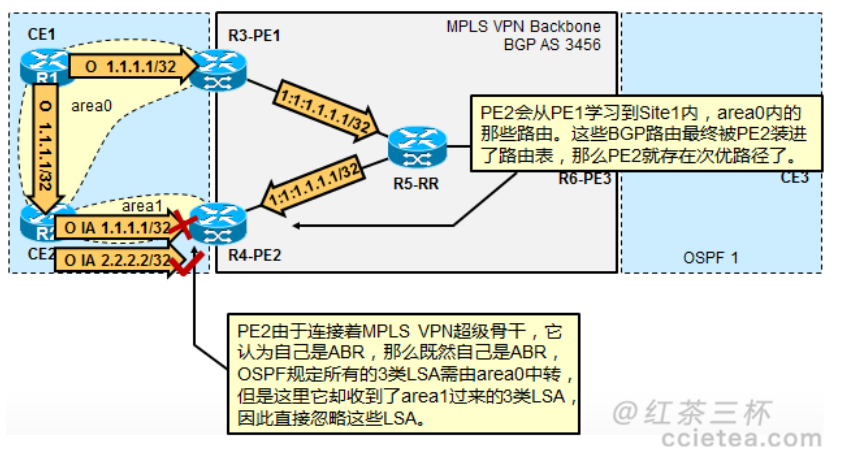 CE1
R3-PE1
MPLS VPN Backbone
BGP AS 3456
R1
O 1.1.1.1/32
area0
O 1.1.1.1/32
1:1:1.1.1.1/32
PE2会从PE1学习到Site1内，area0内的
那些路由。这些BGP路由最终被PE2装进
了路由表，那么PE2就存在次优路径了。
R5-RR
R6-PE3
CE3
1:1:1.1.1.1/32
area1
R2
O IA 1.1.1.1/32
CE2
O IA 2.2.2.2/32
R4-PE2
OSPF 1
PE2由于连接着MPLS VPN超级骨干，它
认为自己是ABR，那么既然自己是ABR，
OSPF规定所有的3类LSA需由area0中转，
但是这里它却收到了area1过来的3类LSA，
因此直接忽略这些LSA。
@红茶三杯
ccietea.com